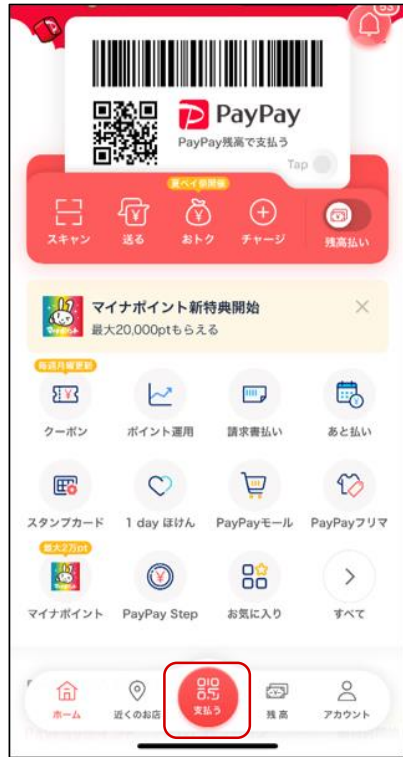 53
PayPay
PayPay残高で支払う
Tap
夏ペイ祭開催
スキャン 送る おトク チャージ 残高払い
マイナポイント新特典開始
最大20,000ptもらえる
毎週月曜更新
クーポン ポイント運用 請求書払い あと払い
スタンプカード 1 day ほけん PayPayモール PayPayフリマ
最大2万pt
マイナポイント PayPay Step お気に入り すべて
ホーム 近くのお店 支払う 残高 アカウント